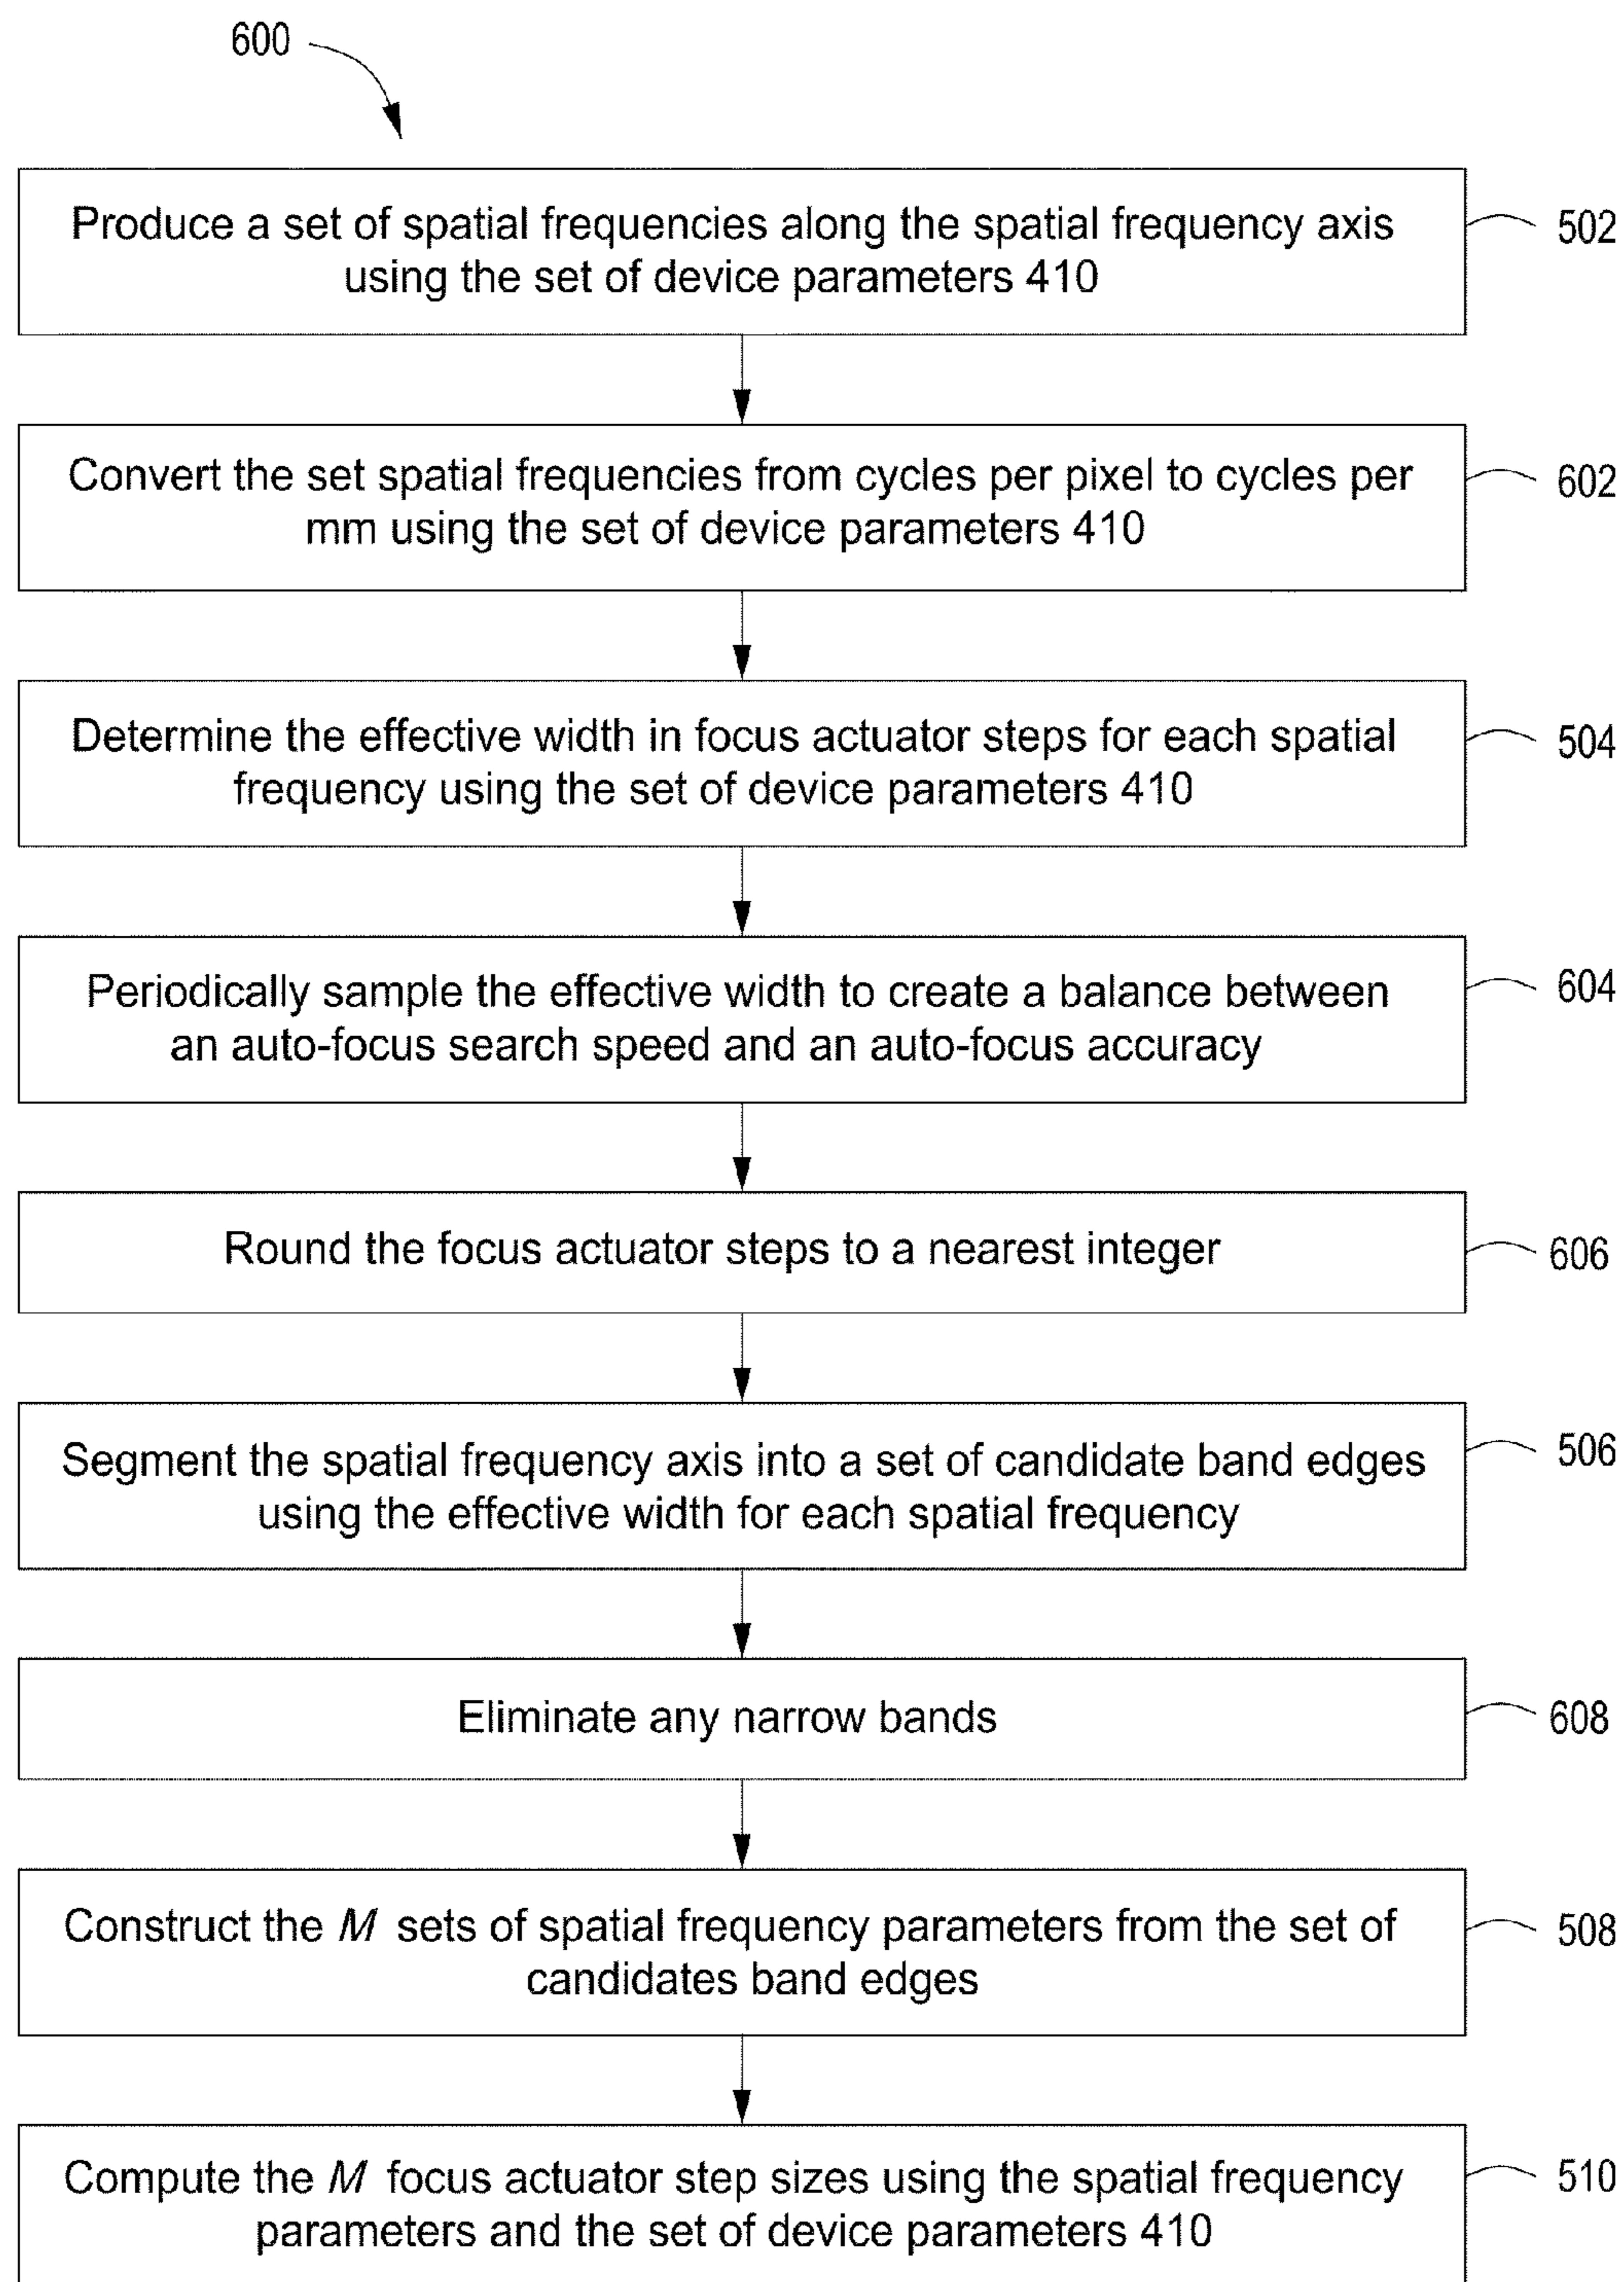 600
Produce a set of spatial frequencies along the spatial frequency axis
using the set of device parameters 410
502
Convert the set spatial frequencies from cycles per pixel to cycles per
mm using the set of device parameters 410
602
Determine the effective width in focus actuator steps for each spatial
frequency using the set of device parameters 410
504
Periodically sample the effective width to create a balance between
an auto-focus search speed and an auto-focus accuracy
604
Round the focus actuator steps to a nearest integer
606
Segment the spatial frequency axis into a set of candidate band edges
using the effective width for each spatial frequency
506
Eliminate any narrow bands
608
Construct the M sets of spatial frequency parameters from the set of
candidates band edges
508
Compute the M focus actuator step sizes using the spatial frequency
parameters and the set of device parameters 410
510